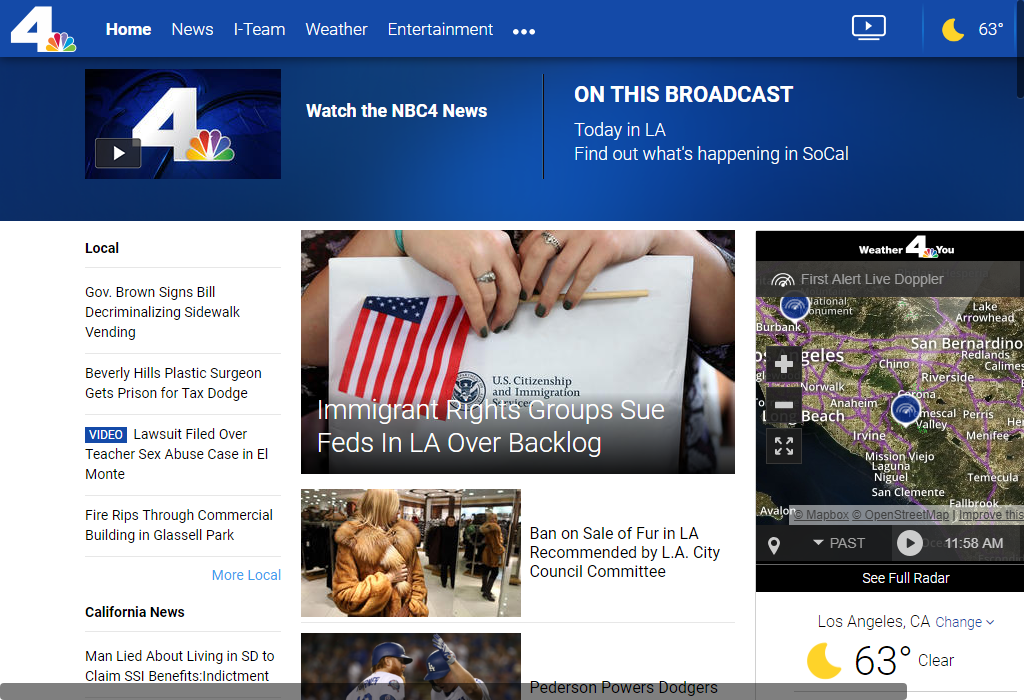 4
Home
News
I-Team
Weather
Entertainment
63°
4
Watch the NBC4 News
ON THIS BROADCAST
Today in LA
Find out what's happening in SoCal
Local
Gov. Brown Signs Bill
Decriminalizing Sidewalk
Vending
Beverly Hills Plastic Surgeon
Gets Prison for Tax Dodge
VIDEO Lawsuit Filed Over
Teacher Sex Abuse Case in El
Monte
Fire Rips Through Commercial
Building in Glassell Park
More Local
California News
Man Lied About Living in SD to
Claim SSI Benefits:Indictment
U.S. Citizenship
and Immigration
Services
Immigrant Rights Groups Sue
Feds In LA Over Backlog
Ban on Sale of Fur in LA
Recommended by L.A. City
Council Committee
Pederson Powers Dodgers
Weather 4 You
First Alert Live Doppler
National
Monument
Lake
Arrowhead
Burbank
San Bernardino
Redlands
Chino
Calimes
Riverside
Norwalk
Corona
Anaheim
Temescal
Valley
Perris
Long Beach
Irvine
Menifee
Mission Viejo
Laguna
Niguel
Temecula
San Clemente
Fallbrook
Avalon
© Mapbox © OpenStreetMap | Improve this
PAST
11:58 AM
See Full Radar
Los Angeles, CA Change
63° Clear